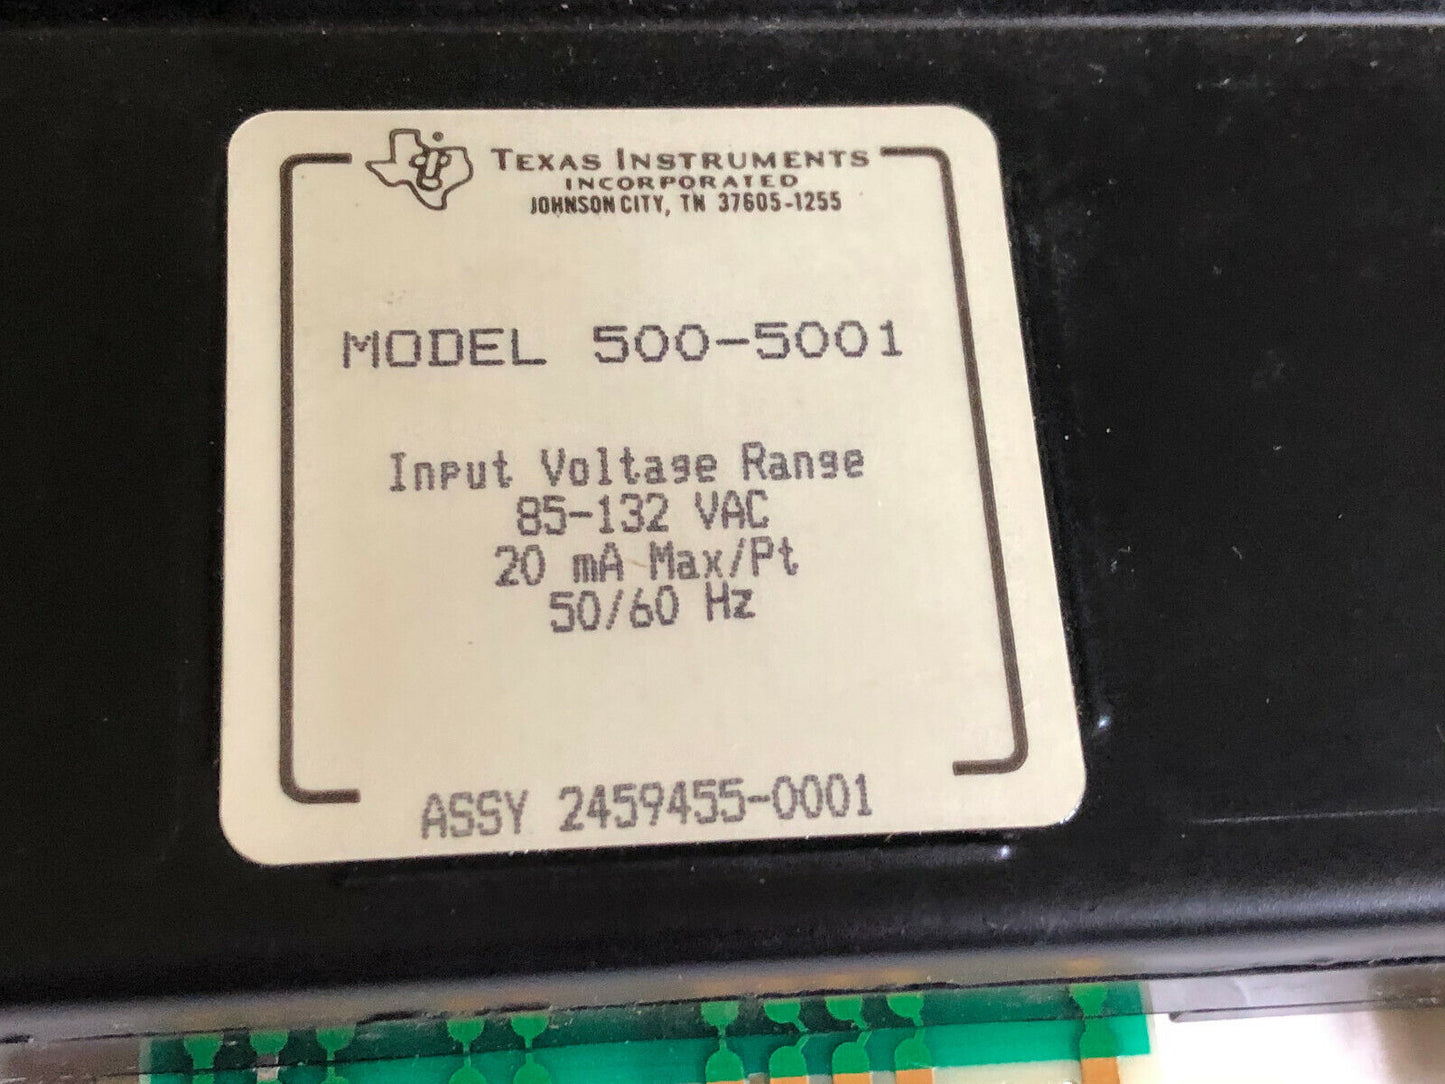 TEXAS INSTRUMENTS
INCORPORATED
JOHNSON CITY, TN 37605-1255
MODEL 500-5001
Input Voltage Range
85-132 VAC
20 mA Max/Pt
50/60 Hz
ASSY 2459455-0001